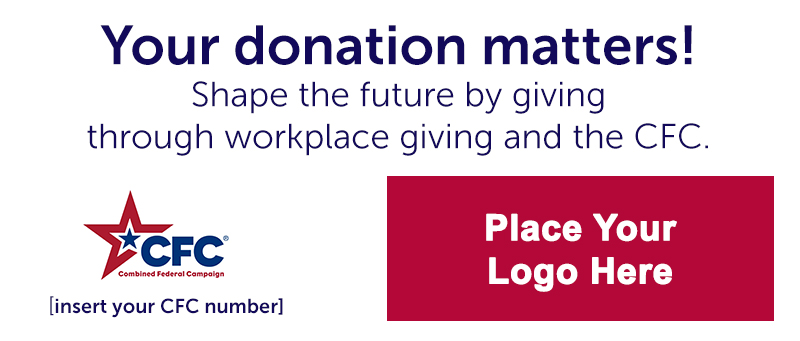 Your donation matters!
Shape the future by giving
through workplace giving and the CFC.
CFC®
Combined Federal Campaign
[insert your CFC number]
Place Your
Logo Here